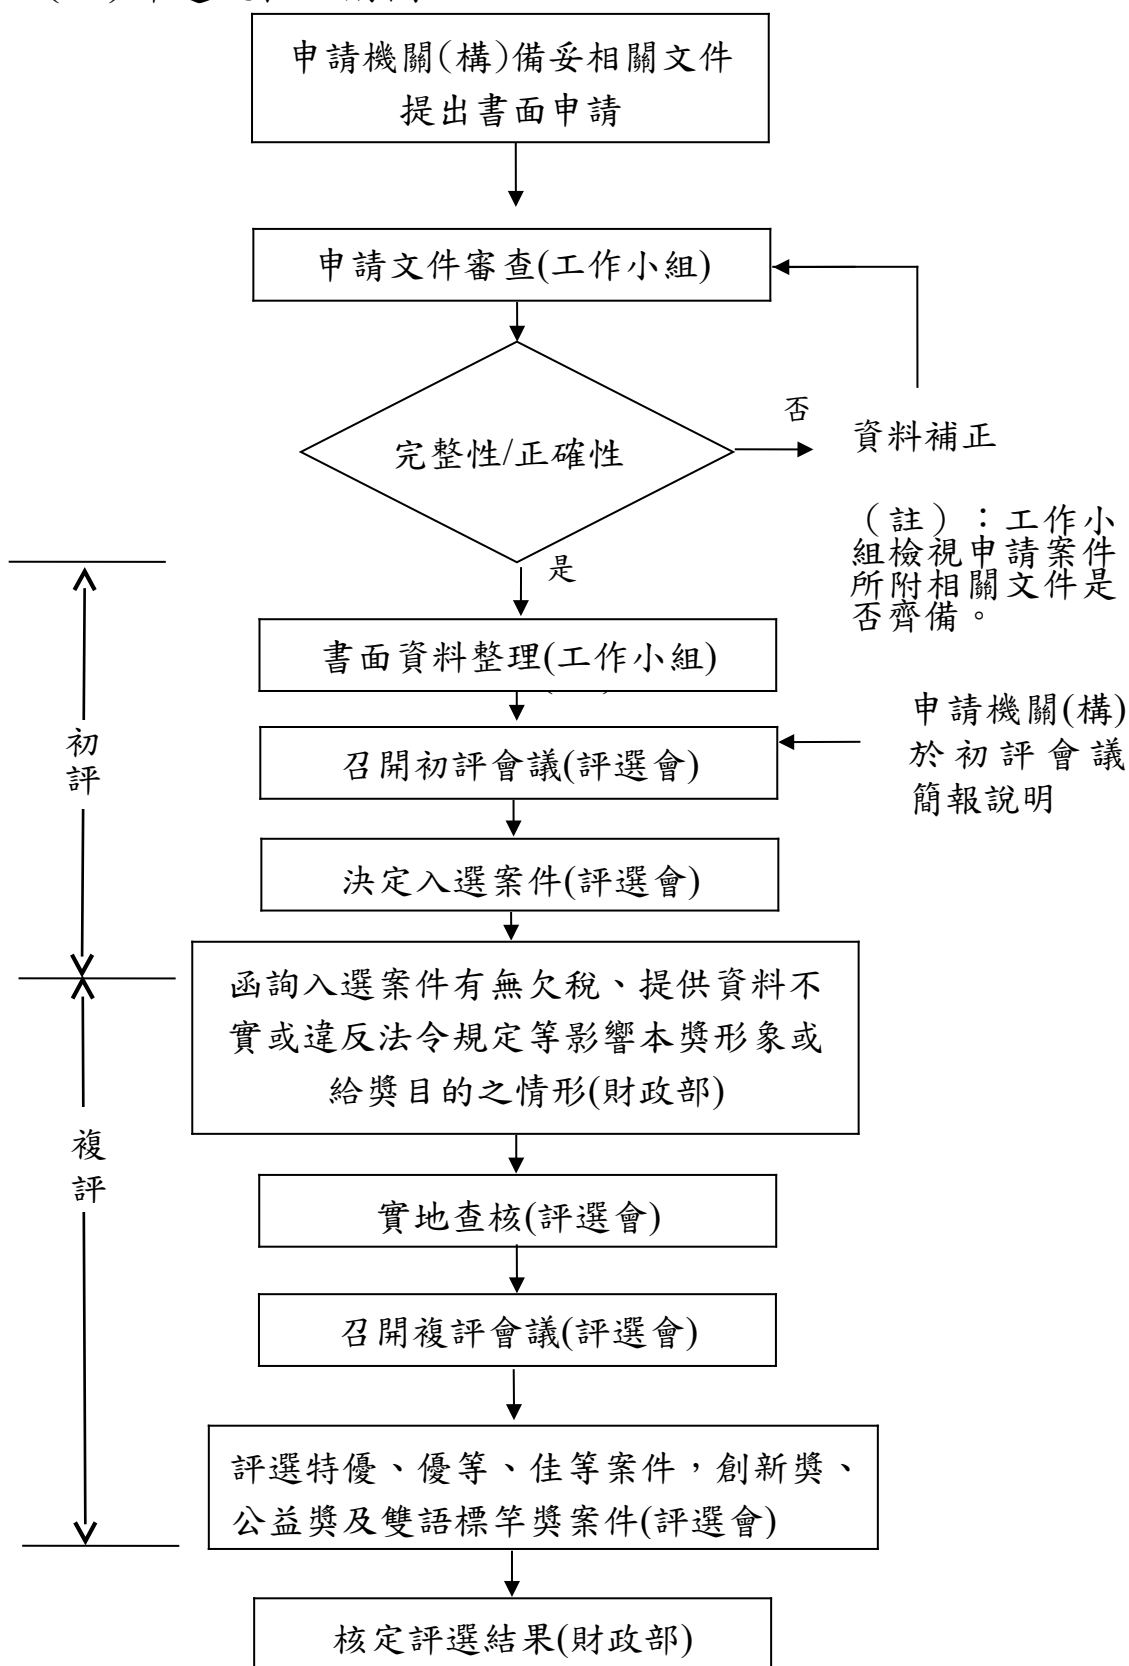 申請機關(構)備妥相關文件
提出書面申請
申請文件審查(工作小組)
完整性/正確性
否
資料補正
(註):工作小
組檢視申請案件
所附相關文件是
否齊備。
是
書面資料整理(工作小組)
召開初評會議(評選會)
申請機關(構)
於初評會議
簡報說明
初
評
決定入選案件(評選會)
函詢入選案件有無欠稅、提供資料不
實或違反法令規定等影響本獎形象或
給獎目的之情形(財政部)
複
評
實地查核(評選會)
召開複評會議(評選會)
評選特優、優等、佳等案件,創新獎、
公益獎及雙語標竿獎案件(評選會)
核定評選結果(財政部)